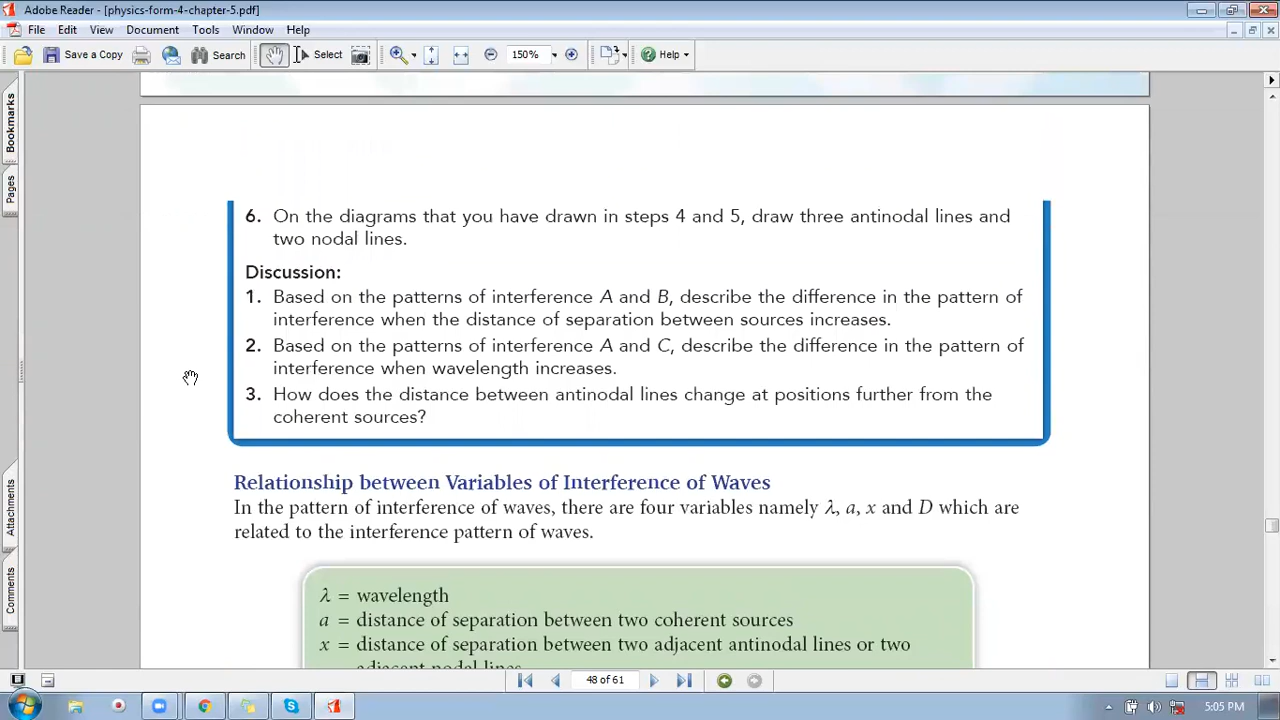 Adobe Reader - [physics-form-4-chapter-5.pdf]
File Edit View Document Tools Window Help
Save a Copy Search Select 150% Help
Bookmarks
Pages
Attachments
Comments
6. On the diagrams that you have drawn in steps 4 and 5, draw three antinodal lines and
two nodal lines.
Discussion:
1. Based on the patterns of interference A and B, describe the difference in the pattern of
interference when the distance of separation between sources increases.
2. Based on the patterns of interference A and C, describe the difference in the pattern of
interference when wavelength increases.
3. How does the distance between antinodal lines change at positions further from the
coherent sources?
Relationship between Variables of Interference of Waves
In the pattern of interference of waves, there are four variables namely λ, a, x and D which are
related to the interference pattern of waves.
λ = wavelength
a = distance of separation between two coherent sources
x = distance of separation between two adjacent antinodal lines or two
adjacent nodal lines
48 of 61
5:05 PM